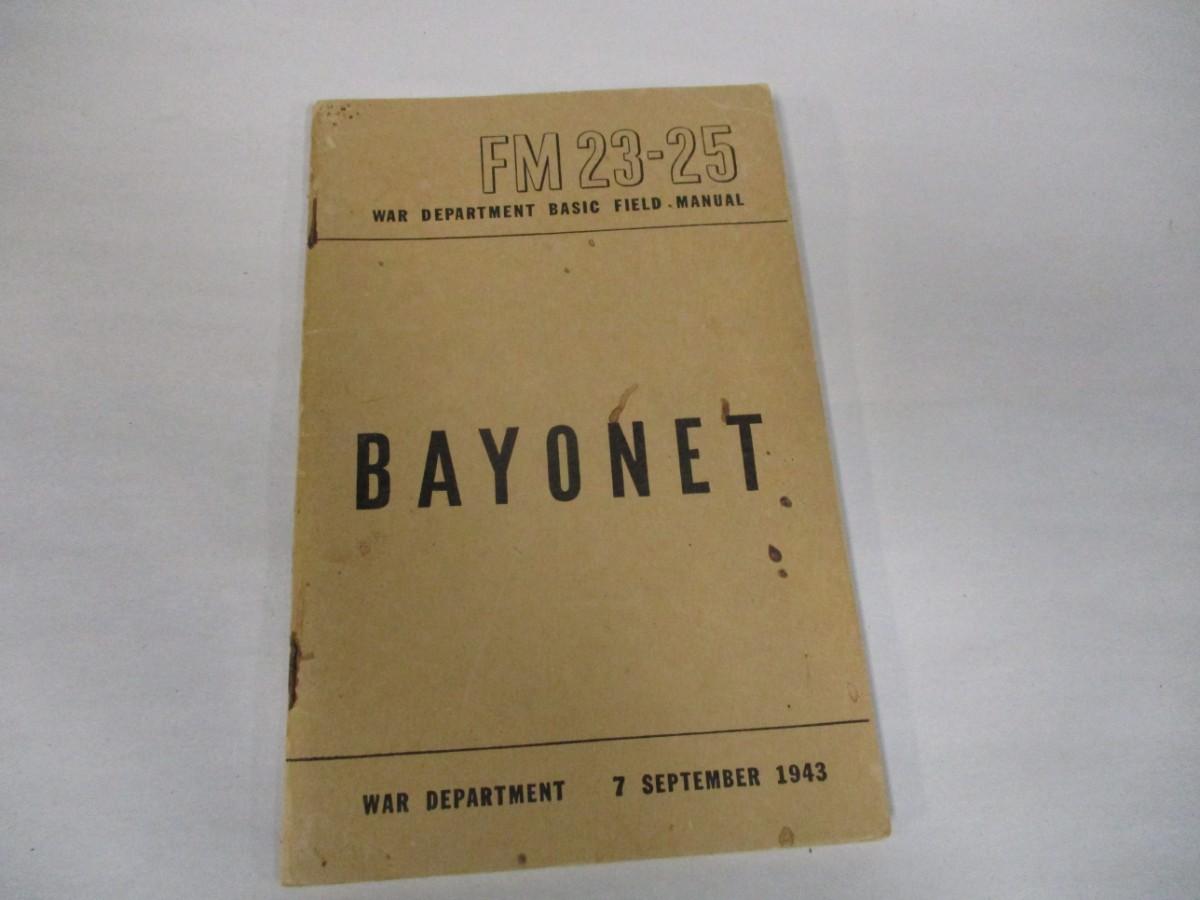 FM 23-25
WAR DEPARTMENT BASIC FIELD MANUAL
BAYONET
WAR DEPARTMENT 7 SEPTEMBER 1943